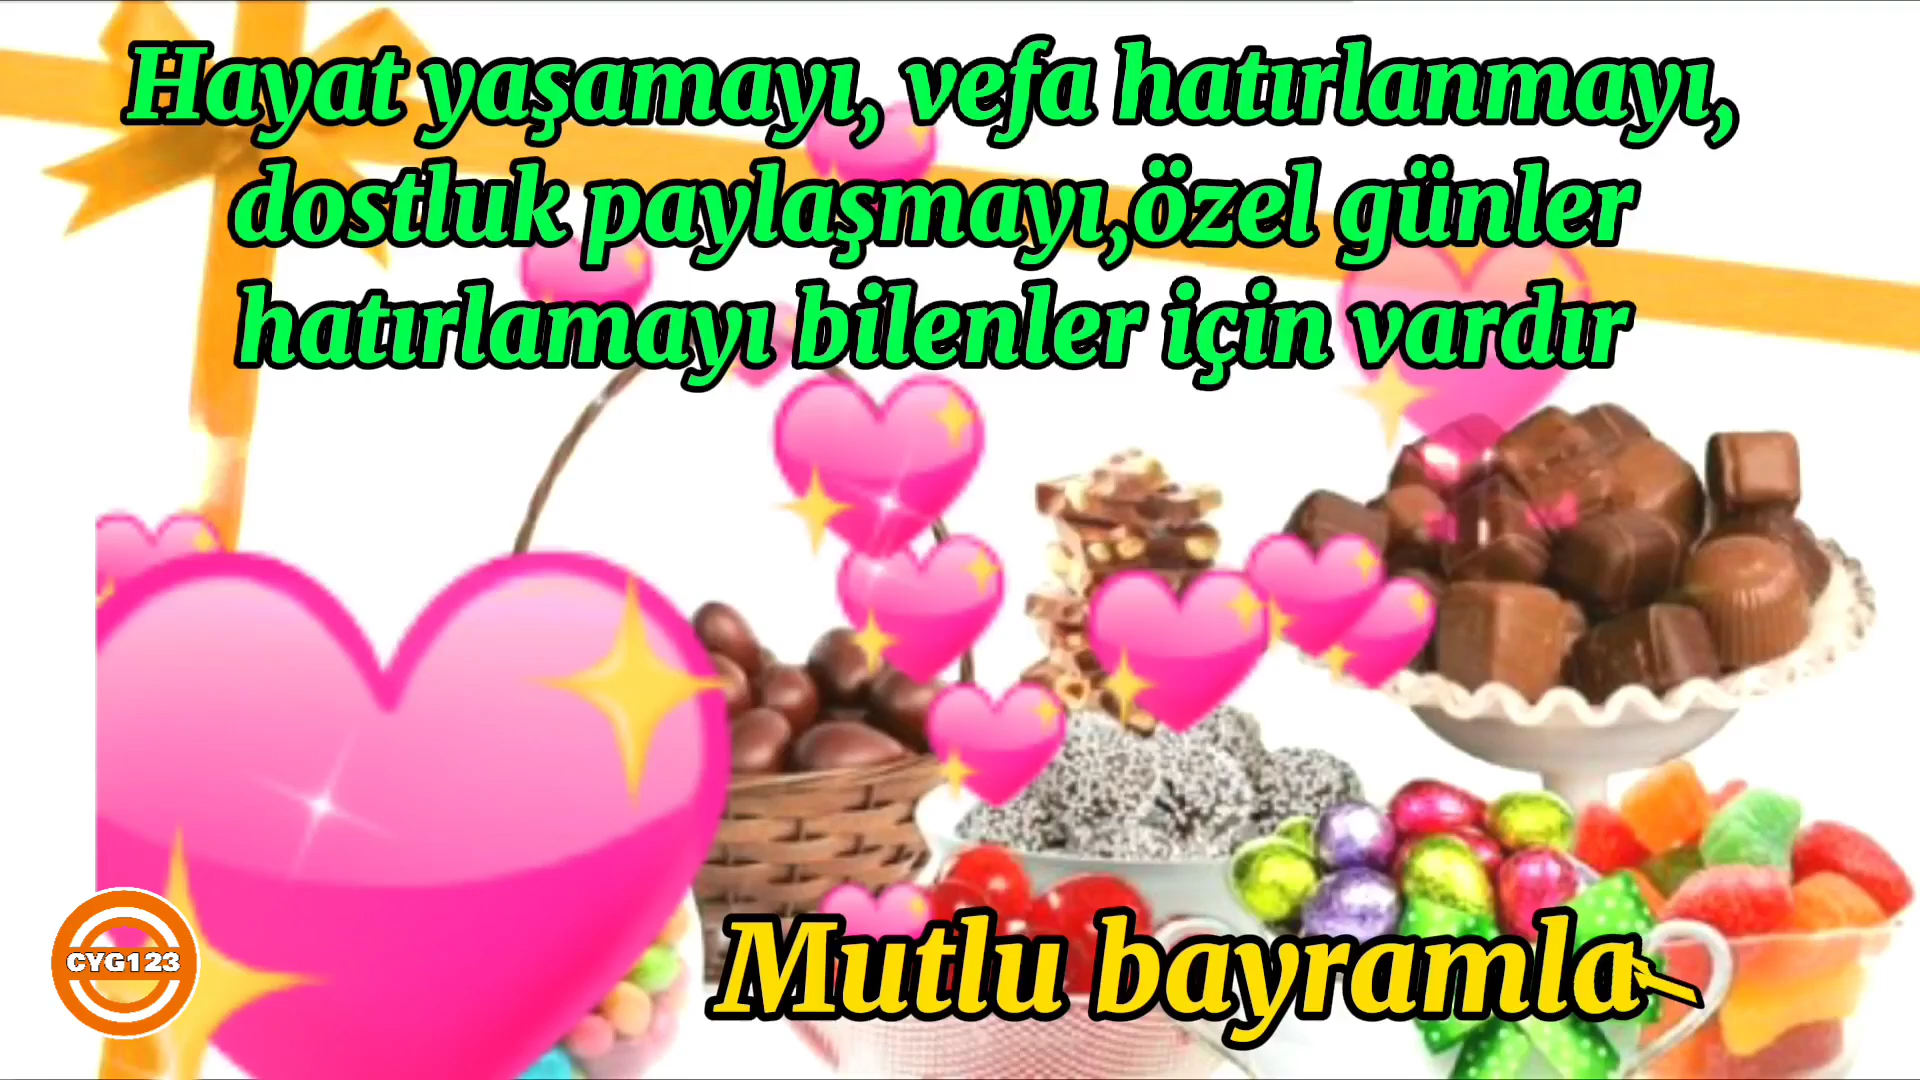 Hayat yaşamayı, vefa hatırlanmayı,
dostluk paylaşmayı,özel günler
hatırlamayı bilenler için vardır
CYG123
Mutlu bayramla